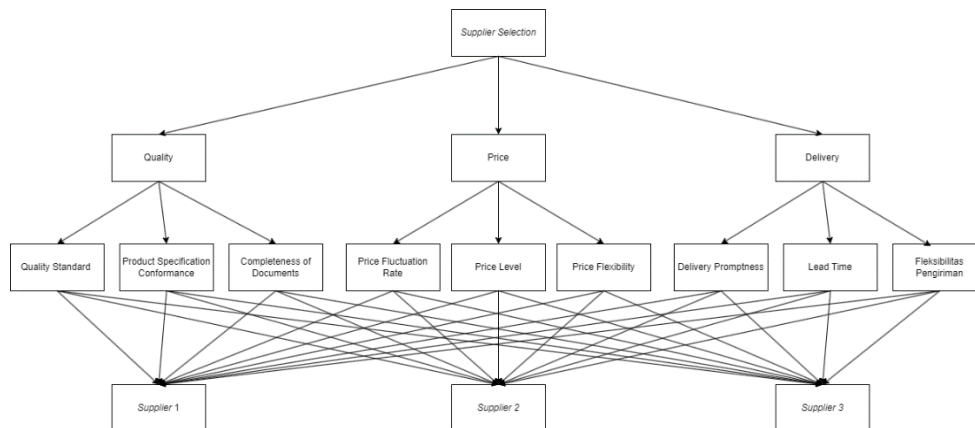 Supplier Selection
Quality
Price
Delivery
Quality Standard
Product Specification
Conformance
Completeness of
Documents
Price Fluctuation
Rate
Price Level
Price Flexibility
Delivery Promptness
Lead Time
Fleksibilitas
Pengiriman
Supplier 1
Supplier 2
Supplier 3